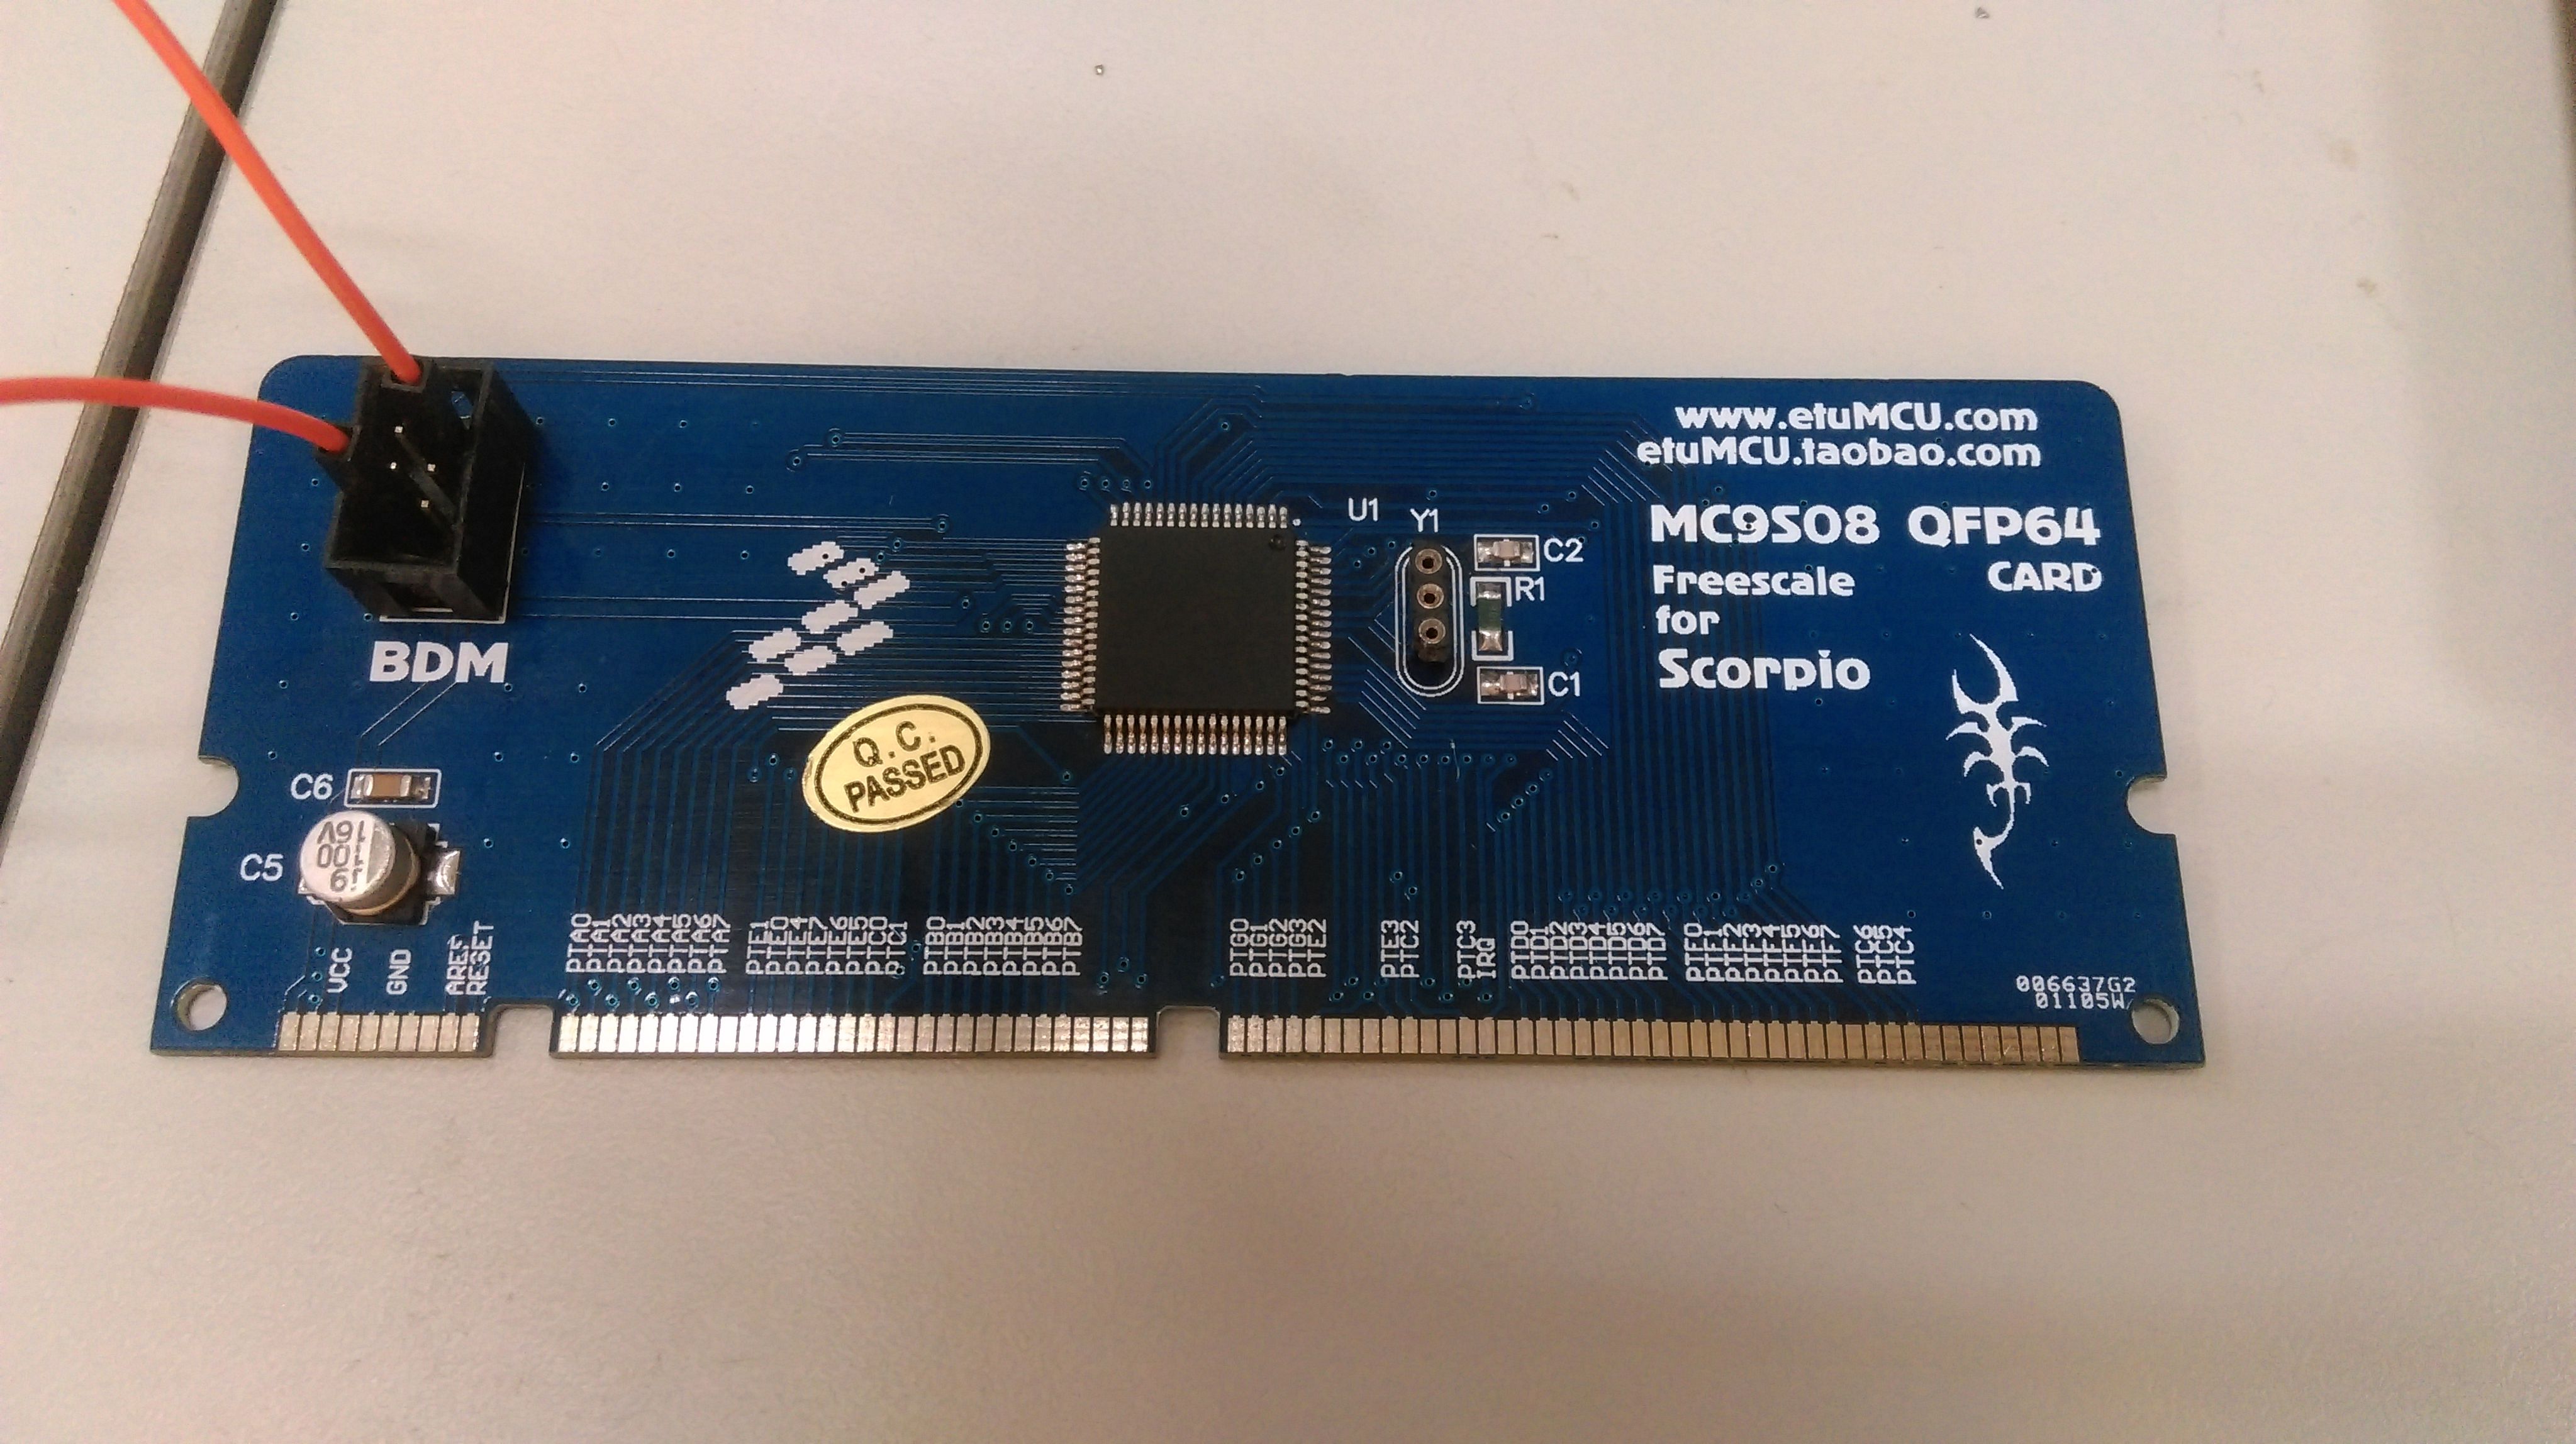 www.etuMCU.com
etuMCU.taobao.com
MC9S08 QFP64
CARD
Freescale
for
Scorpio
U1
Y1
C2
R1
C1
BDM
Q.C.
PASSED
C6
C5
16V
100
VCC
GND
AREF
RESET
PTA0
PTA1
PTA2
PTA3
PTA4
PTA5
PTA6
PTA7
PTE1
PTE0
PTE4
PTE7
PTE6
PTE5
PTC0
PTC1
PTB0
PTB1
PTB2
PTB3
PTB4
PTB5
PTB6
PTB7
PTG0
PTG1
PTG2
PTG3
PTE2
PTE3
PTC2
PTC3
IRQ
PTD0
PTD1
PTD2
PTD3
PTD4
PTD5
PTD6
PTD7
PTF0
PTF1
PTF2
PTF3
PTF4
PTF5
PTF6
PTF7
PTC6
PTC5
PTC4
006637G2
01105W